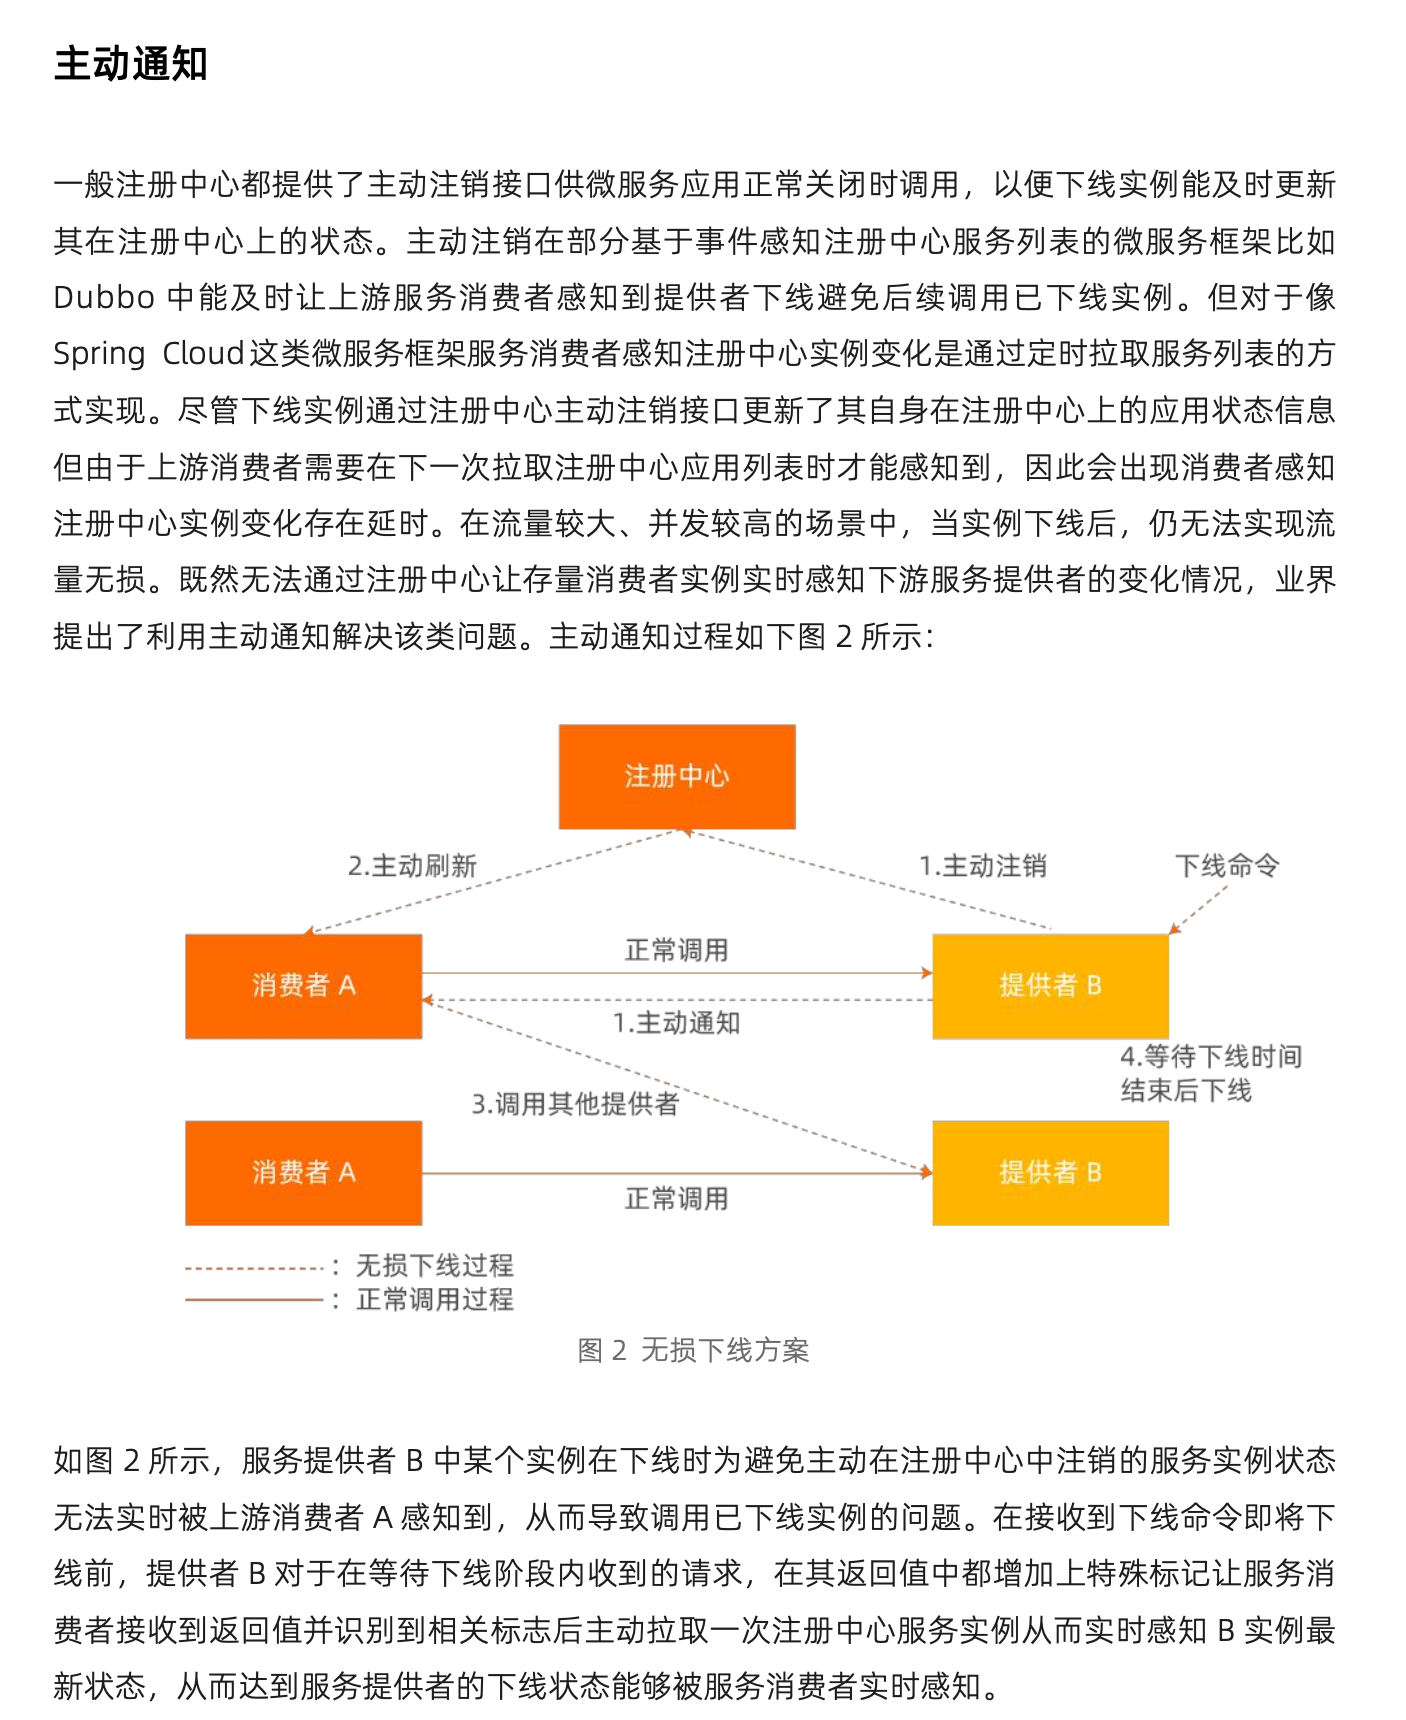 主动通知
一般注册中心都提供了主动注销接口供微服务应用正常关闭时调用，以便下线实例能及时更新
其在注册中心上的状态。主动注销在部分基于事件感知注册中心服务列表的微服务框架比如
Dubbo 中能及时让上游服务消费者感知到提供者下线避免后续调用已下线实例。但对于像
Spring Cloud这类微服务框架服务消费者感知注册中心实例变化是通过定时拉取服务列表的方
式实现。尽管下线实例通过注册中心主动注销接口更新了其自身在注册中心上的应用状态信息
但由于上游消费者需要在下一次拉取注册中心应用列表时才能感知到，因此会出现消费者感知
注册中心实例变化存在延时。在流量较大、并发较高的场景中，当实例下线后，仍无法实现流
量无损。既然无法通过注册中心让存量消费者实例实时感知下游服务提供者的变化情况，业界
提出了利用主动通知解决该类问题。主动通知过程如下图 2 所示：
注册中心
2.主动刷新
1.主动注销
下线命令
正常调用
消费者 A
提供者 B
1.主动通知
4.等待下线时间
结束后下线
3.调用其他提供者
消费者 A
提供者 B
正常调用
：无损下线过程
：正常调用过程
图 2 无损下线方案
如图 2 所示，服务提供者 B 中某个实例在下线时为避免主动在注册中心中注销的服务实例状态
无法实时被上游消费者 A 感知到，从而导致调用已下线实例的问题。在接收到下线命令即将下
线前，提供者 B 对于在等待下线阶段内收到的请求，在其返回值中都增加上特殊标记让服务消
费者接收到返回值并识别到相关标志后主动拉取一次注册中心服务实例从而实时感知 B 实例最
新状态，从而达到服务提供者的下线状态能够被服务消费者实时感知。